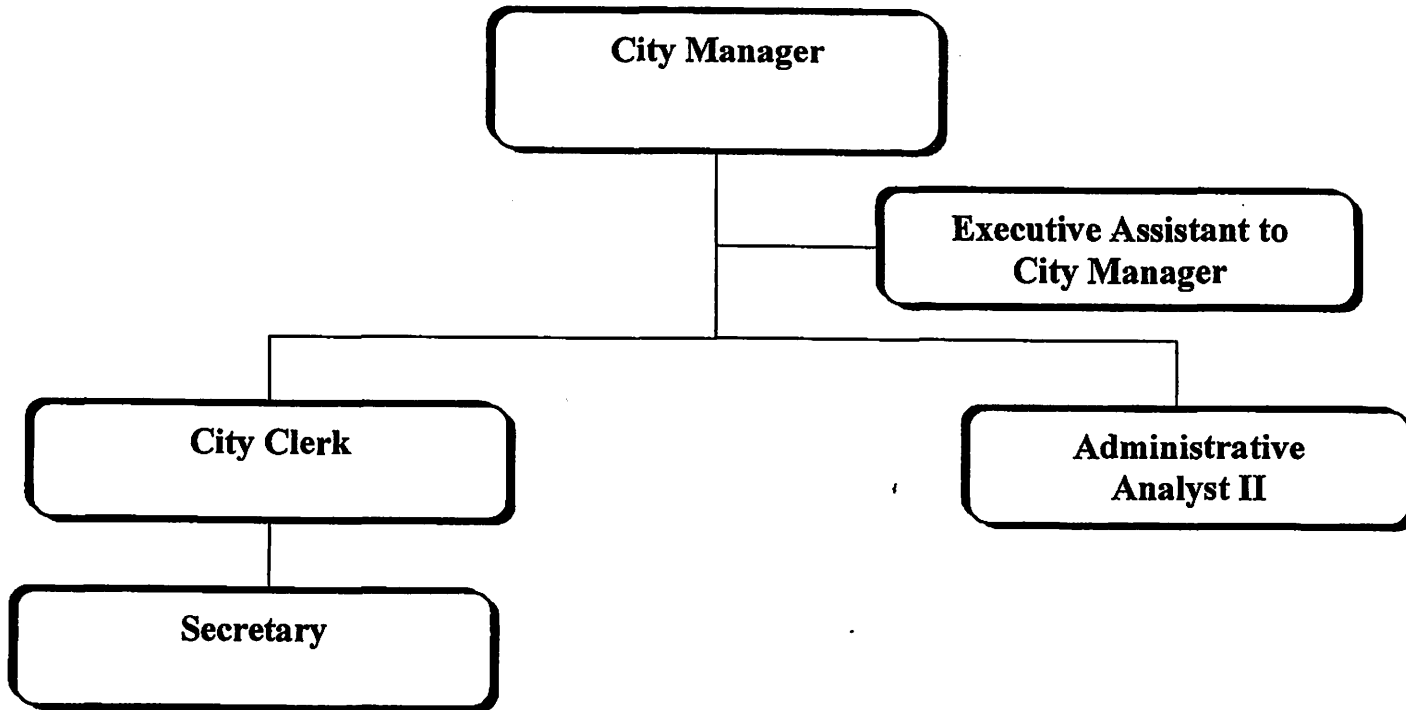 City Manager
Executive Assistant to
City Manager
City Clerk
Administrative
Analyst II
Secretary